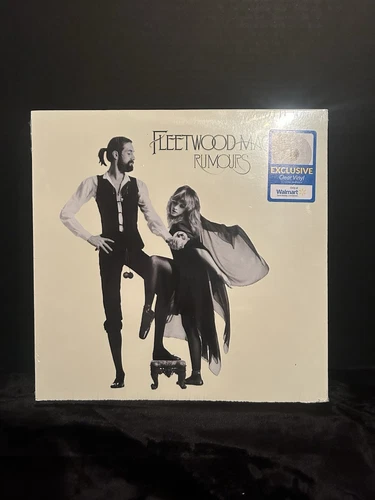 FLEETWOOD MAC
RUMOURS
EXCLUSIVE
Clear Vinyl
Walmart